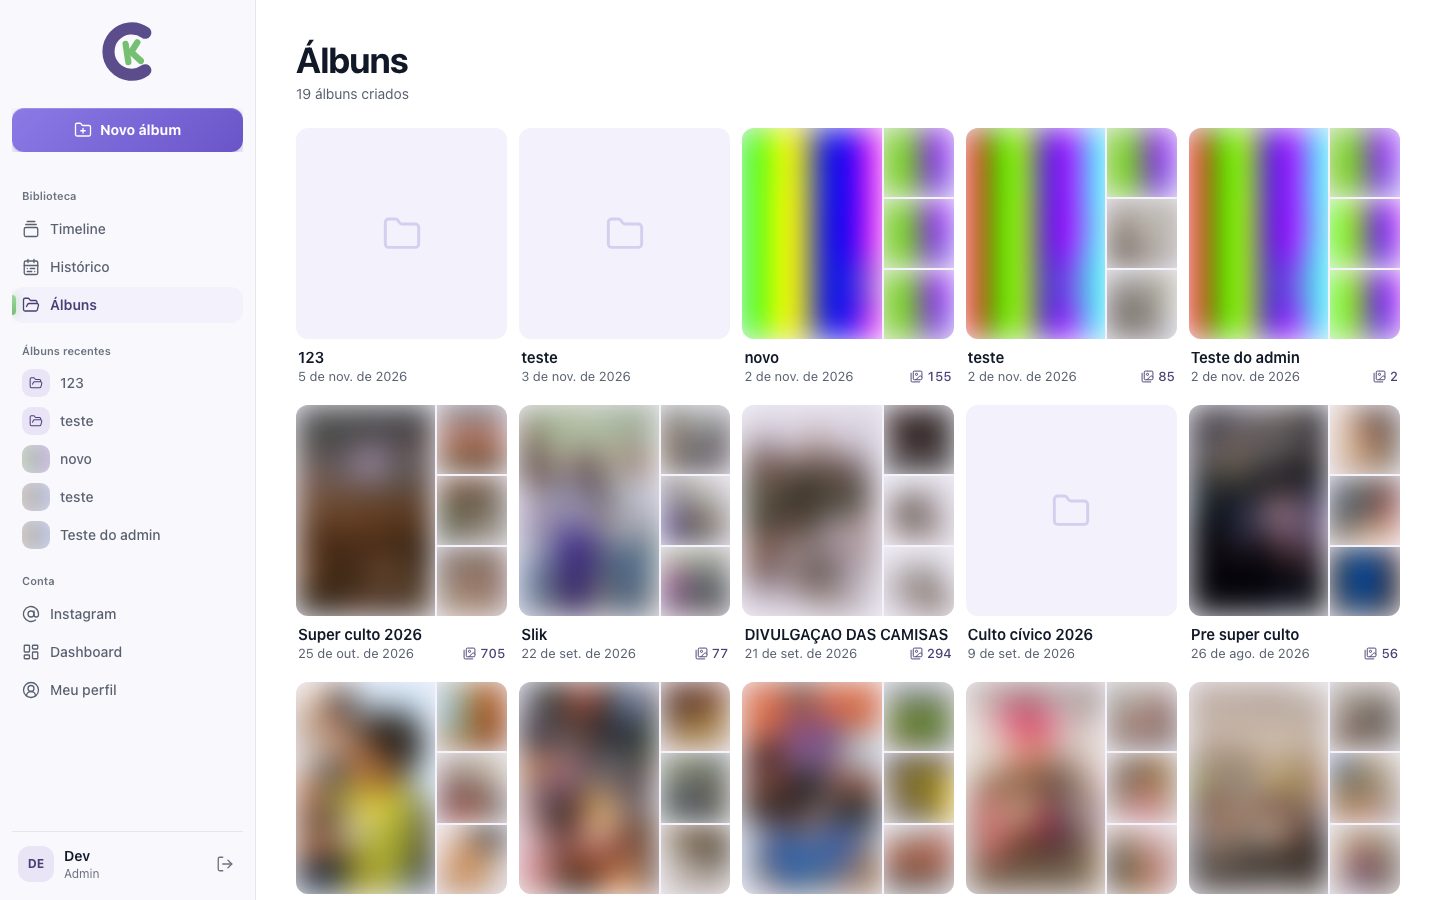 CK
Novo álbum
Biblioteca
Timeline
Histórico
Álbuns
Álbuns recentes
123
teste
novo
teste
Teste do admin
Conta
Instagram
Dashboard
Meu perfil
DE
Dev
Admin
Álbuns
19 álbuns criados
123
5 de nov. de 2026
teste
3 de nov. de 2026
novo
2 de nov. de 2026 155
teste
2 de nov. de 2026 85
Teste do admin
2 de nov. de 2026 2
Super culto 2026
25 de out. de 2026 705
Slik
22 de set. de 2026 77
DIVULGAÇAO DAS CAMISAS
21 de set. de 2026 294
Culto cívico 2026
9 de set. de 2026
Pre super culto
26 de ago. de 2026 56